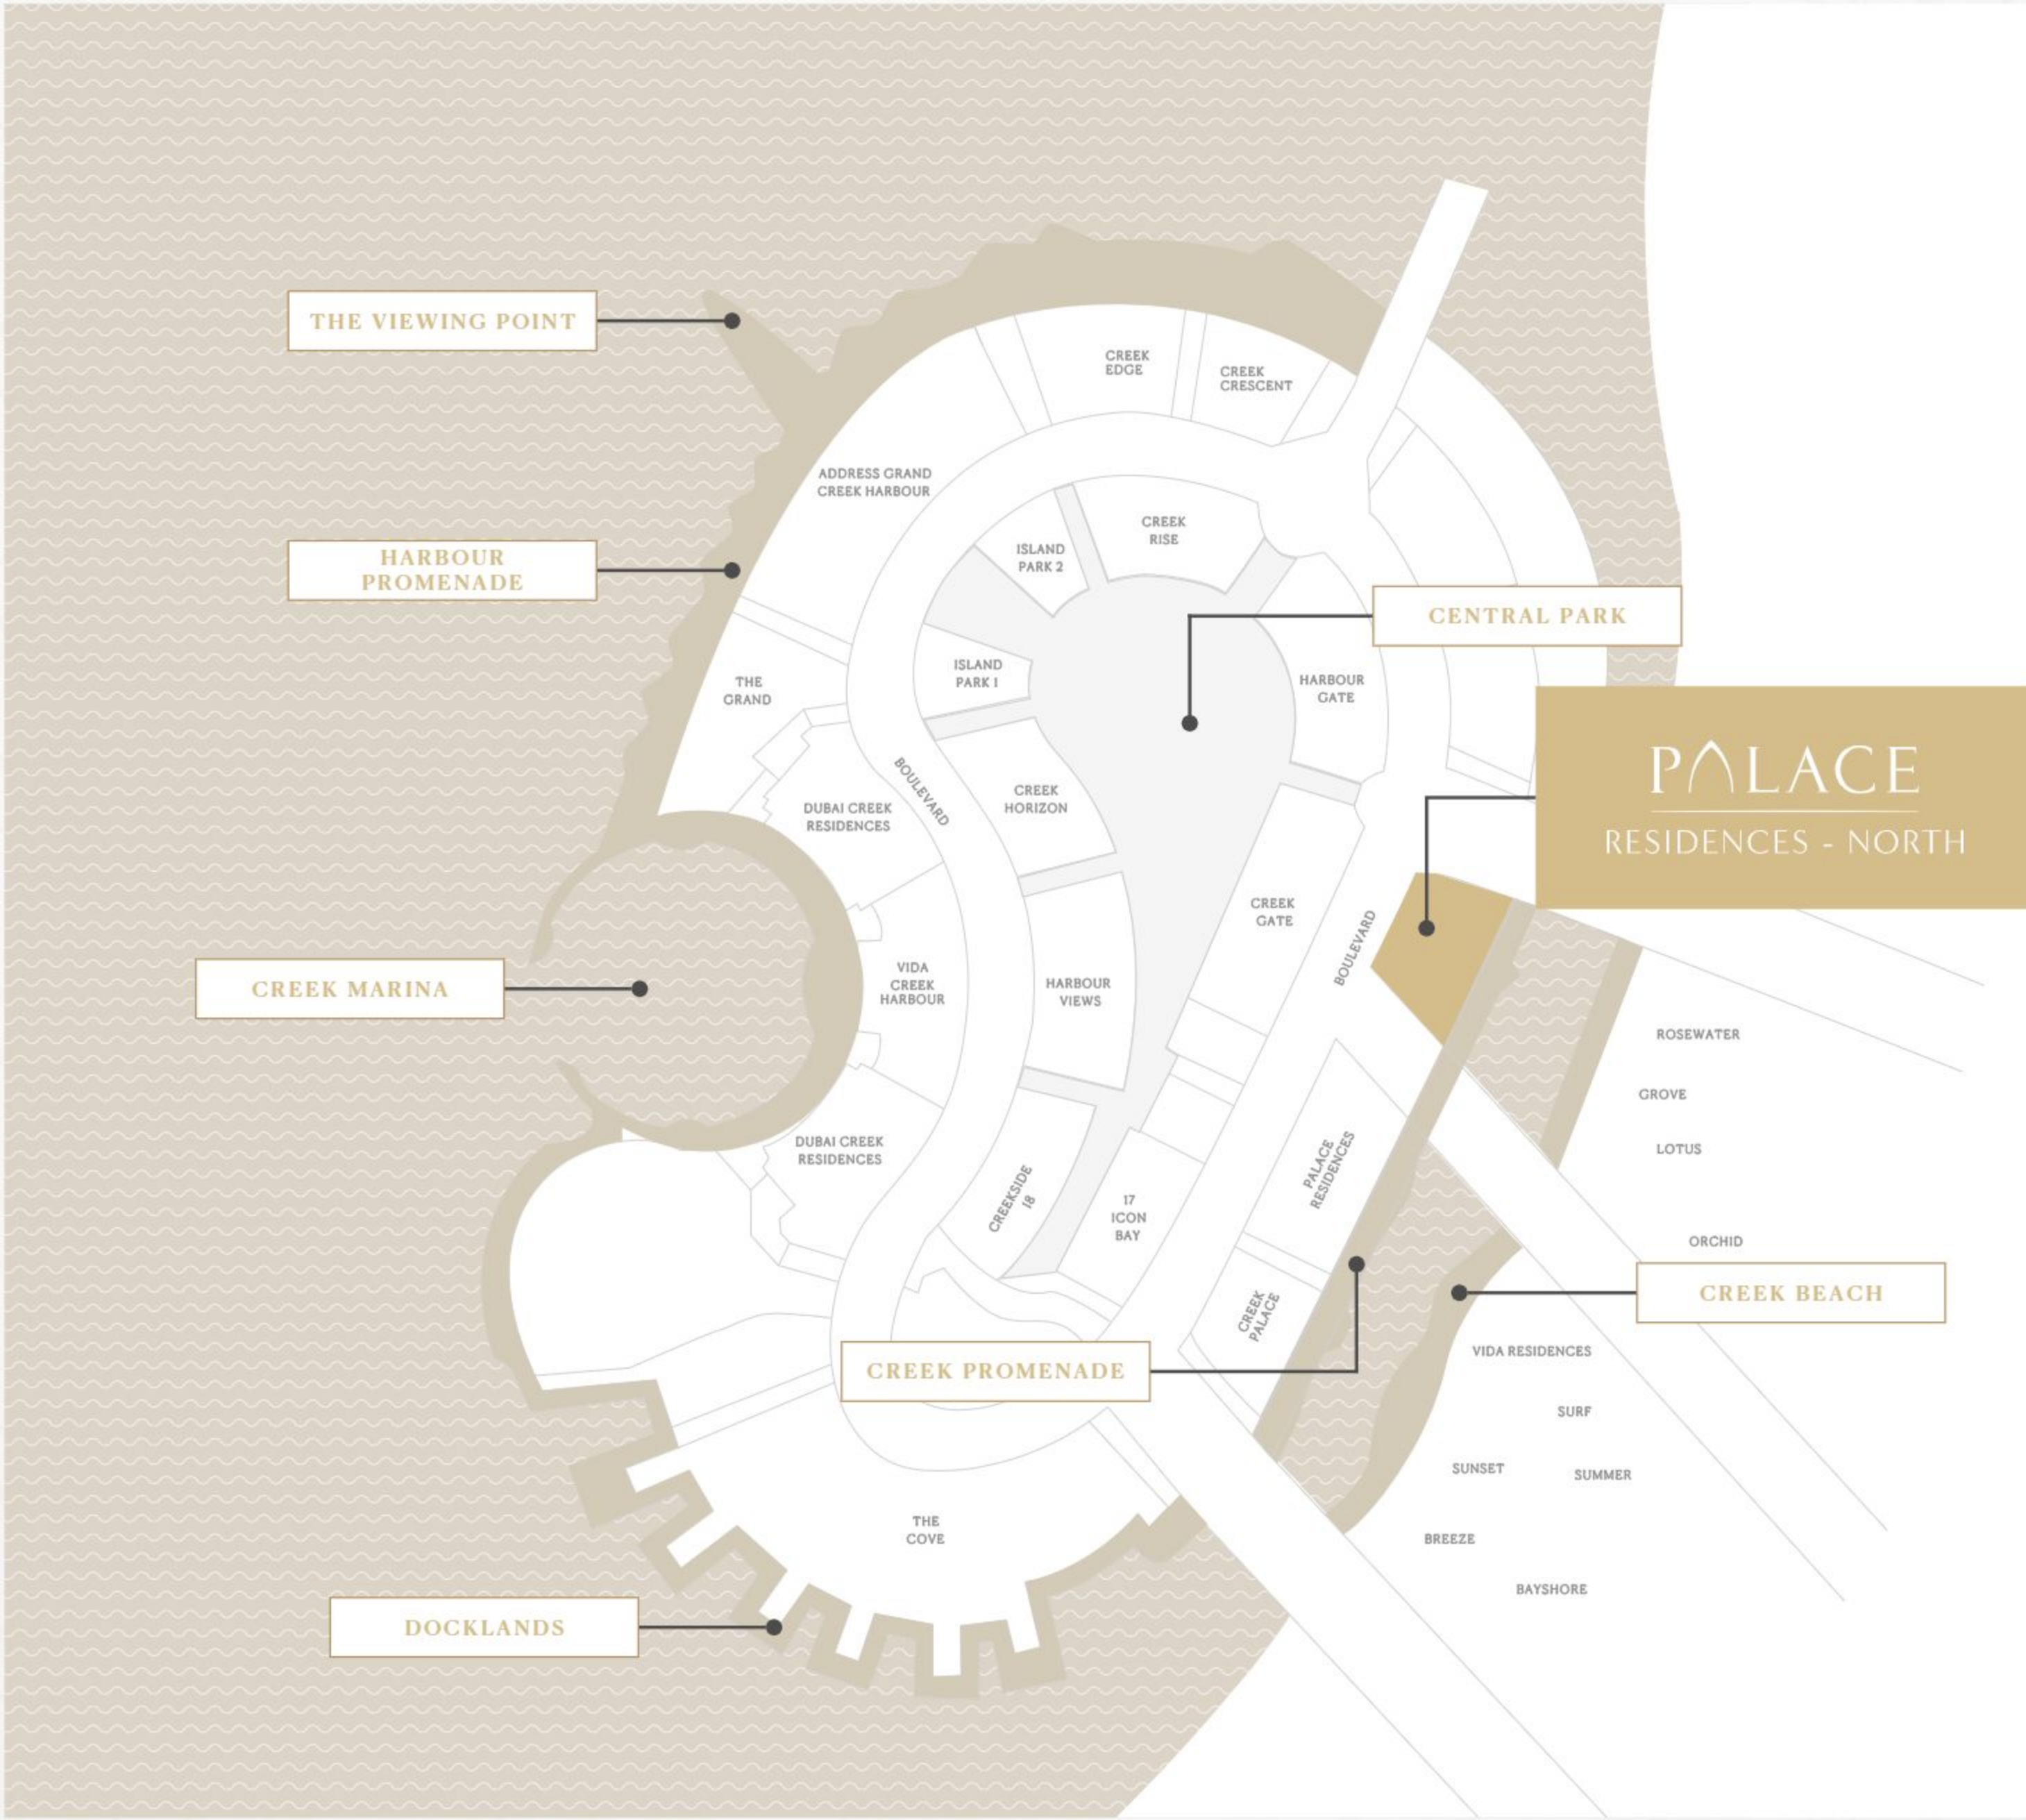 THE VIEWING POINT
CREEK
EDGE
CREEK
CRESCENT
ADDRESS GRAND
CREEK HARBOUR
HARBOUR
PROMENADE
CREEK
RISE
ISLAND
PARK 2
CENTRAL PARK
ISLAND
PARK 1
THE
GRAND
HARBOUR
GATE
PALACE
RESIDENCES - NORTH
BOULEVARD
CREEK
HORIZON
DUBAI CREEK
RESIDENCES
CREEK
GATE
BOULEVARD
CREEK MARINA
VIDA
CREEK
HARBOUR
HARBOUR
VIEWS
ROSEWATER
GROVE
LOTUS
DUBAI CREEK
RESIDENCES
PALACE
RESIDENCES
CREEKSIDE
18
17
ICON
BAY
ORCHID
CREEK BEACH
CREEK
PALACE
CREEK PROMENADE
VIDA RESIDENCES
SURF
SUNSET
SUMMER
THE
COVE
BREEZE
BAYSHORE
DOCKLANDS